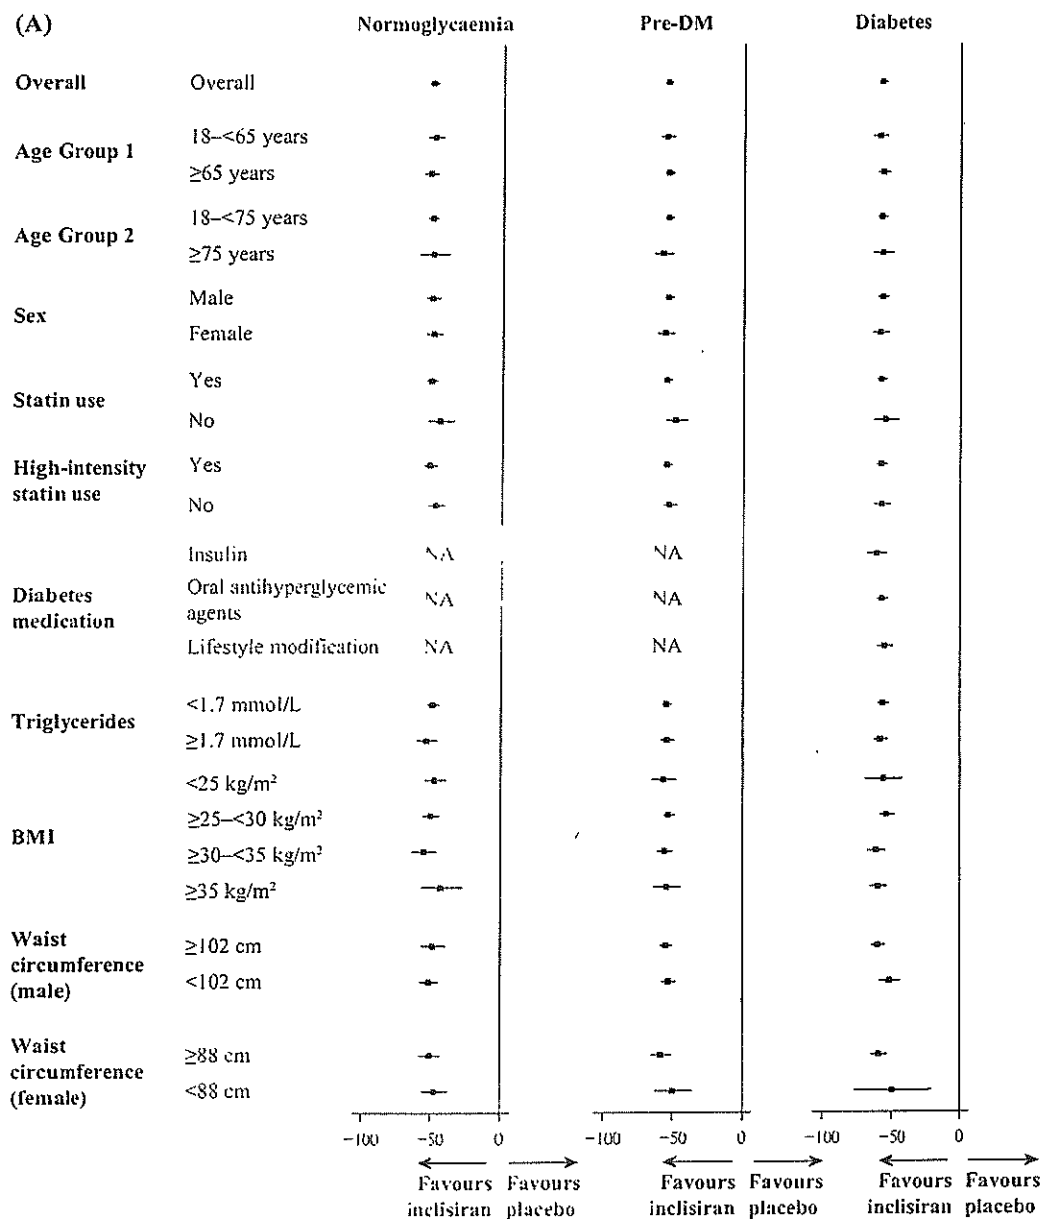 (A)
Normoglycaemia Pre-DM Diabetes
Overall Overall
Age Group 1
18–<65 years
≥65 years
Age Group 2
18–<75 years
≥75 years
Sex
Male
Female
Statin use
Yes
No
High-intensity
statin use
Yes
No
Diabetes
medication
Insulin NA NA
Oral antihyperglycemic
agents NA NA
Lifestyle modification NA NA
Triglycerides
<1.7 mmol/L
≥1.7 mmol/L
BMI
<25 kg/m²
≥25–<30 kg/m²
≥30–<35 kg/m²
≥35 kg/m²
Waist
circumference
(male)
≥102 cm
<102 cm
Waist
circumference
(female)
≥88 cm
<88 cm
−100 −50 0 −100 −50 0 −100 −50 0
Favours Favours Favours Favours Favours Favours
inclisiran placebo inclisiran placebo inclisiran placebo